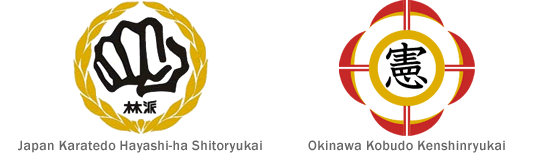 林派
憲
Japan Karatedo Hayashi-ha Shitoryukai
Okinawa Kobudo Kenshinryukai